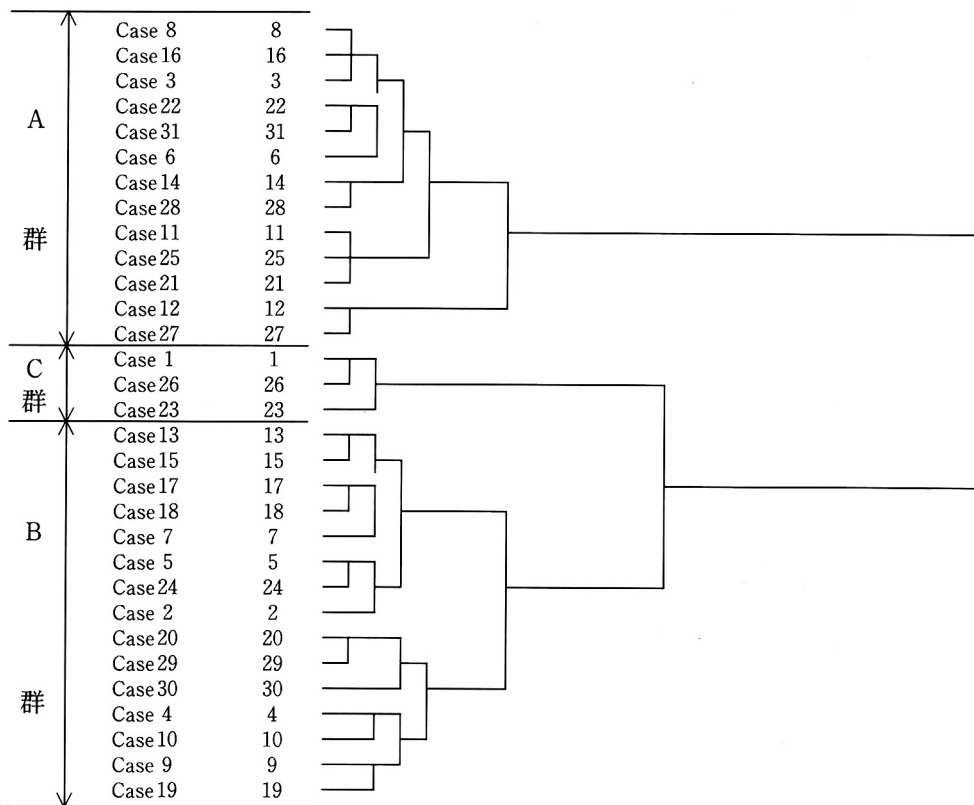 Case 8 8
Case 16 16
Case 3 3
A
Case 22 22
Case 31 31
Case 6 6
Case 14 14
Case 28 28
群
Case 11 11
Case 25 25
Case 21 21
Case 12 12
Case 27 27
C
群
Case 1 1
Case 26 26
Case 23 23
Case 13 13
Case 15 15
Case 17 17
Case 18 18
B
Case 7 7
Case 5 5
Case 24 24
Case 2 2
Case 20 20
Case 29 29
Case 30 30
群
Case 4 4
Case 10 10
Case 9 9
Case 19 19